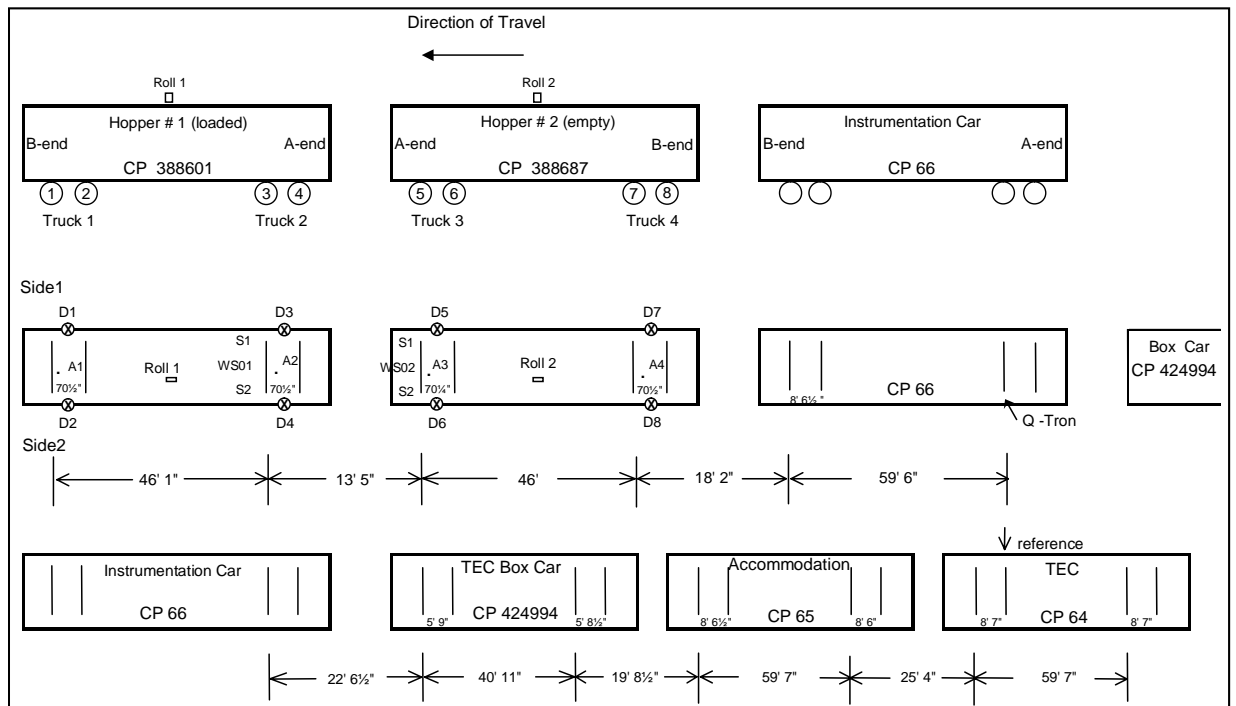 Direction of Travel
Roll 1
Roll 2
Hopper # 1 (loaded)
Hopper # 2 (empty)
Instrumentation Car
B-end
A-end
A-end
B-end
B-end
A-end
CP 388601
CP 388687
CP 66
1 2 3 4 5 6 7 8
Truck 1
Truck 2
Truck 3
Truck 4
Side1
D1
D3
D5
D7
S1
S1
Box Car
A1
Roll 1
WS01
A2
WS02
A3
Roll 2
A4
CP 424994
70½"
S2
70½"
S2
70¼"
70½"
CP 66
8' 6½ "
D2
D4
D6
D8
Q -Tron
Side2
46' 1"
13' 5"
46'
18' 2"
59' 6"
reference
Instrumentation Car
TEC Box Car
Accommodation
TEC
CP 66
CP 424994
CP 65
CP 64
5' 9"
5' 8½"
8' 6½"
8' 6"
8' 7"
8' 7"
22' 6½"
40' 11"
19' 8½"
59' 7"
25' 4"
59' 7"